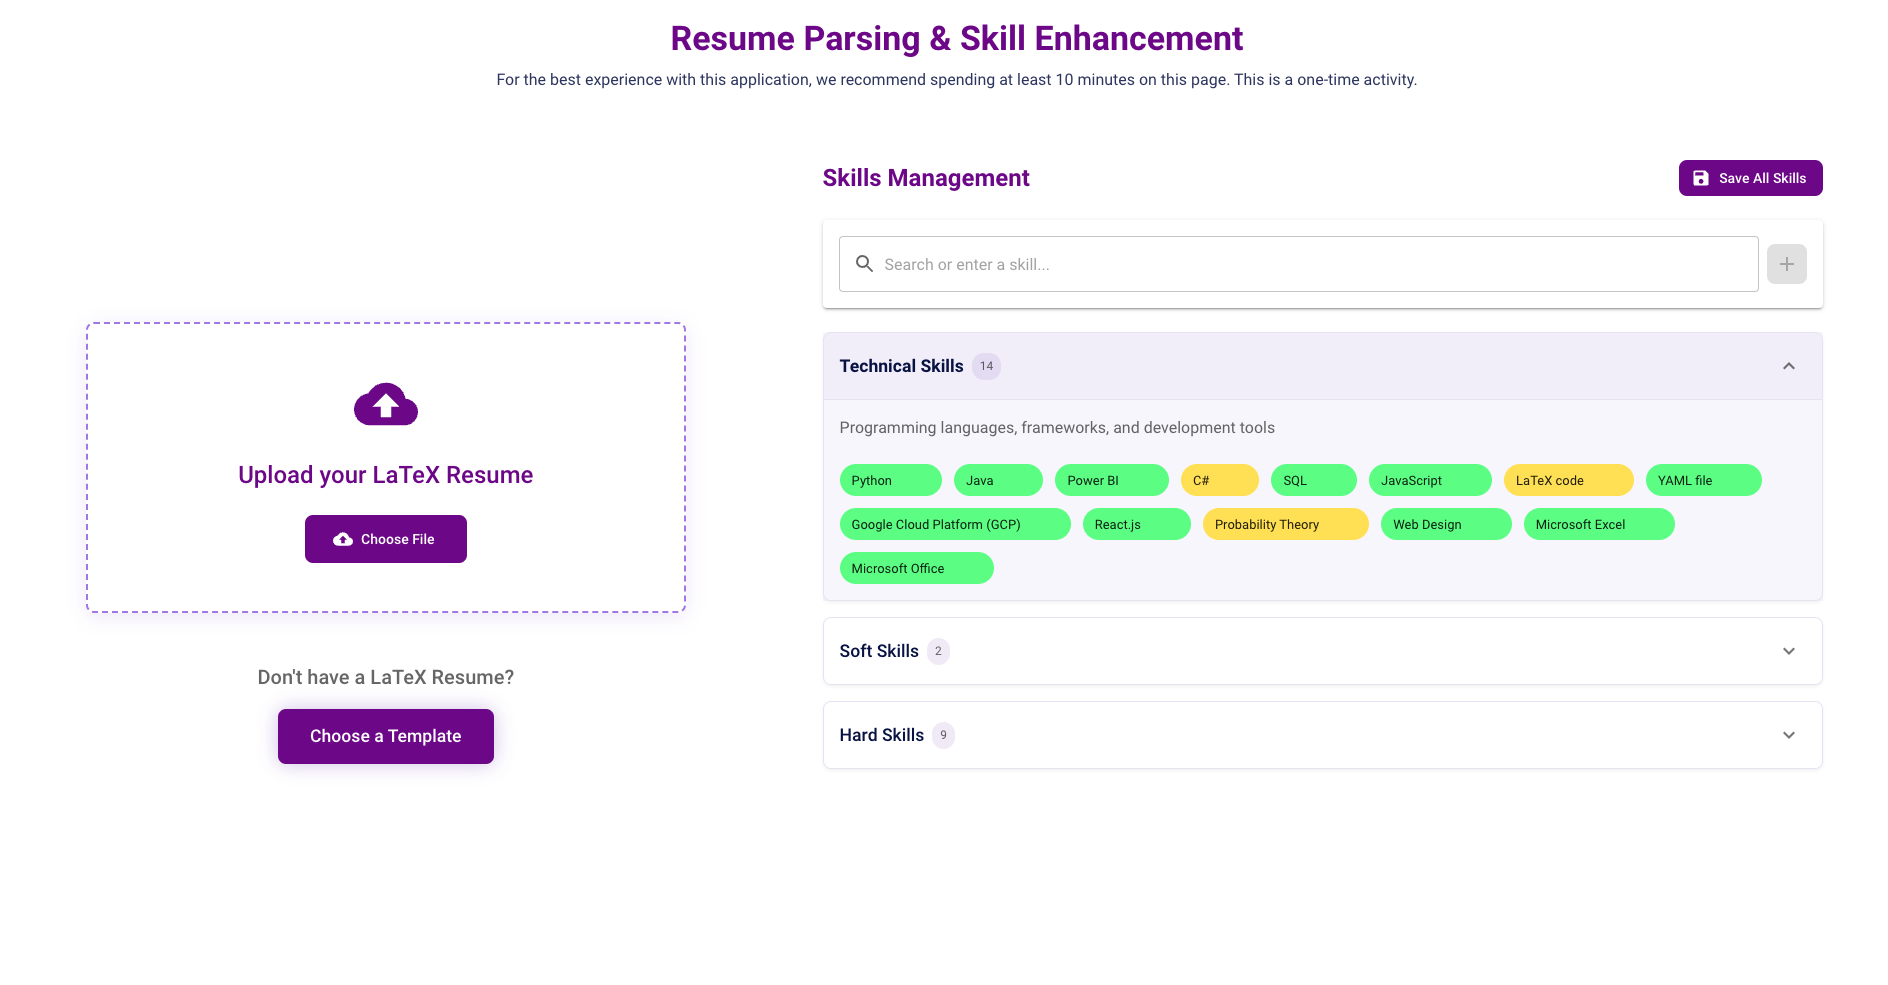 Resume Parsing & Skill Enhancement
For the best experience with this application, we recommend spending at least 10 minutes on this page. This is a one-time activity.
Upload your LaTeX Resume
Choose File
Don't have a LaTeX Resume?
Choose a Template
Skills Management
Save All Skills
Search or enter a skill...
Technical Skills 14
Programming languages, frameworks, and development tools
Python Java Power BI C# SQL JavaScript LaTeX code YAML file
Google Cloud Platform (GCP) React.js Probability Theory Web Design Microsoft Excel
Microsoft Office
Soft Skills 2
Hard Skills 9